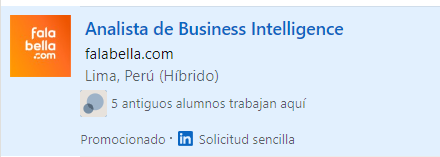 fala
bella
.com
Analista de Business Intelligence
falabella.com
Lima, Perú (Híbrido)
5 antiguos alumnos trabajan aquí
Promocionado · in Solicitud sencilla